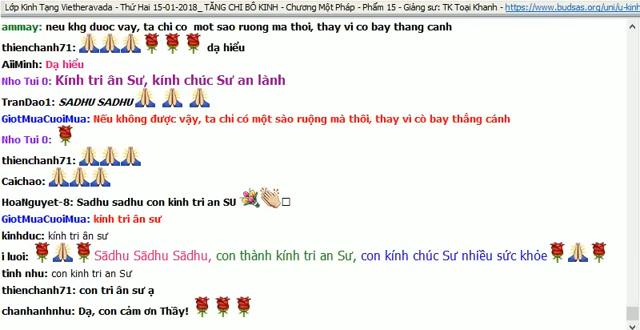 Lớp Kinh Tạng Vietheravada - Thứ Hai 15-01-2018_ TĂNG CHI BỘ KINH - Chương Một Pháp - Phẩm 15 - Giảng sư: TK Toại Khanh - https://www.budsas.org/uni/u-kinh
ammay: neu khg duoc vay, ta chi co mot sao ruong ma thoi, thay vi co bay thang canh
thienchanh71: dạ hiểu
AiiMinh: Dạ hiểu
Nho Tui 0: Kính tri ân Sư, kính chúc Sư an lành
TranDao1: SADHU SADHU
GiotMuaCuoiMua: Nếu không được vậy, ta chỉ có một sào ruộng mà thôi, thay vì cò bay thẳng cánh
Nho Tui 0:
thienchanh71:
Caichao:
HoaNguyet-8: Sadhu sadhu con kinh tri an SU
GiotMuaCuoiMua: kính tri ân sư
kinhduc: kính tri ân sư
i luoi: Sādhu Sādhu Sādhu, con thành kính tri an Sư, con kính chúc Sư nhiều sức khỏe
tinh nhu: con kinh tri an Sư
thienchanh71: con tri ân sư ạ
chanhanhnhu: Dạ, con cảm ơn Thầy!